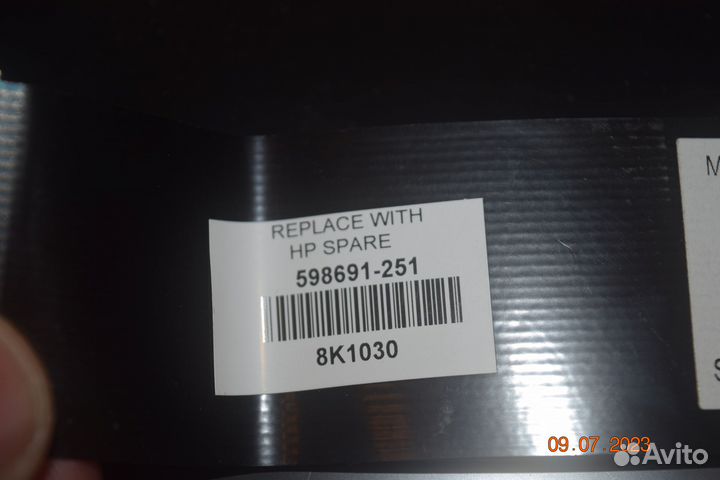 REPLACE WITH
HP SPARE
598691-251
8K1030
M
S
09.07.2023
Avito